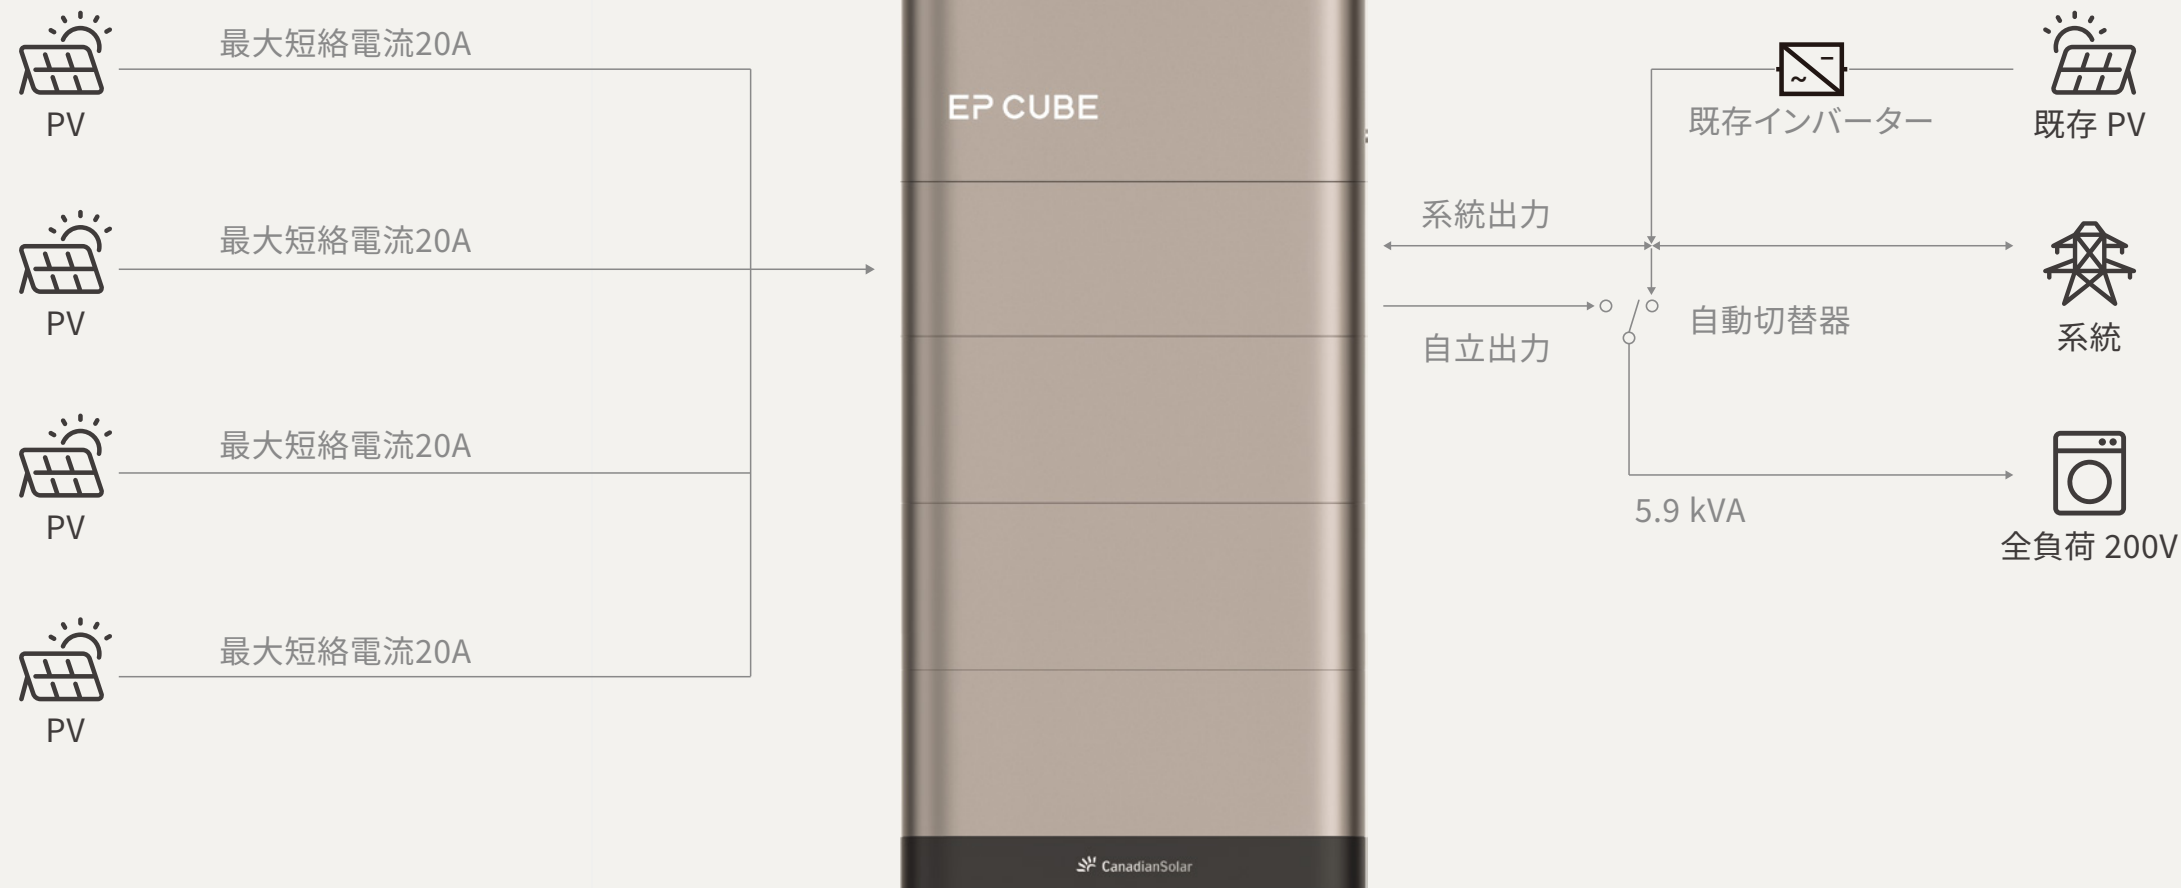 最大短絡電流20A
PV
最大短絡電流20A
PV
最大短絡電流20A
PV
最大短絡電流20A
PV
EP CUBE
CanadianSolar
既存インバーター
既存 PV
系統出力
自立出力
自動切替器
系統
5.9 kVA
全負荷 200V